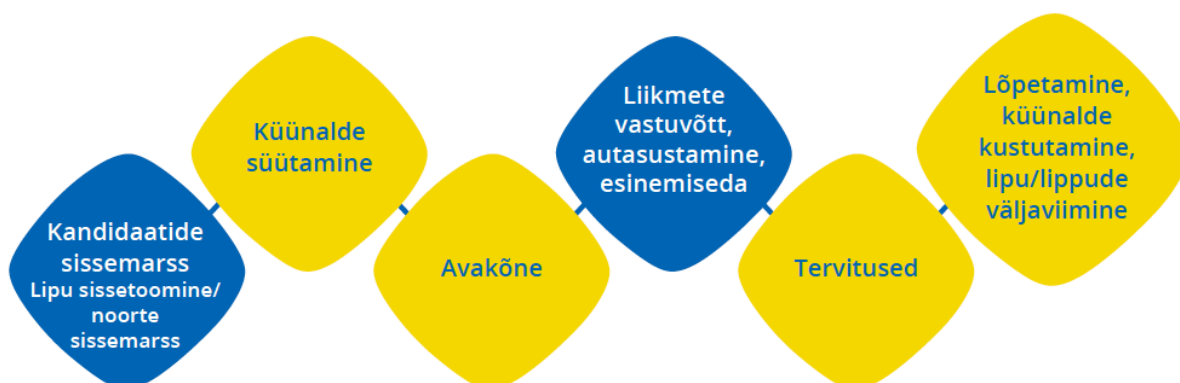 Kandidaatide
sissemarss
Lipu sissetoomine/
noorte
sissemarss
Küünalde
süütamine
Avakõne
Liikmete
vastuvõtt,
autasustamine,
esinemiseda
Tervitused
Lõpetamine,
küünalde
kustutamine,
lipu/lippude
väljaviimine